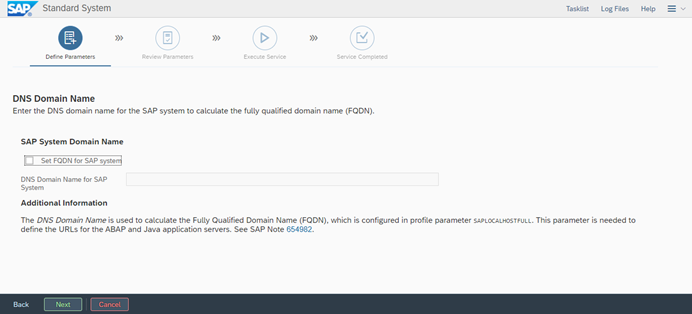 SAP Standard System Tasklist Log Files Help
Define Parameters Review Parameters Execute Service Service Completed
DNS Domain Name
Enter the DNS domain name for the SAP system to calculate the fully qualified domain name (FQDN).
SAP System Domain Name
Set FQDN for SAP system
DNS Domain Name for SAP
System
Additional Information
The DNS Domain Name is used to calculate the Fully Qualified Domain Name (FQDN), which is configured in profile parameter SAPLOCALHOSTFULL. This parameter is needed to
define the URLs for the ABAP and Java application servers. See SAP Note 654982.
Back Next Cancel